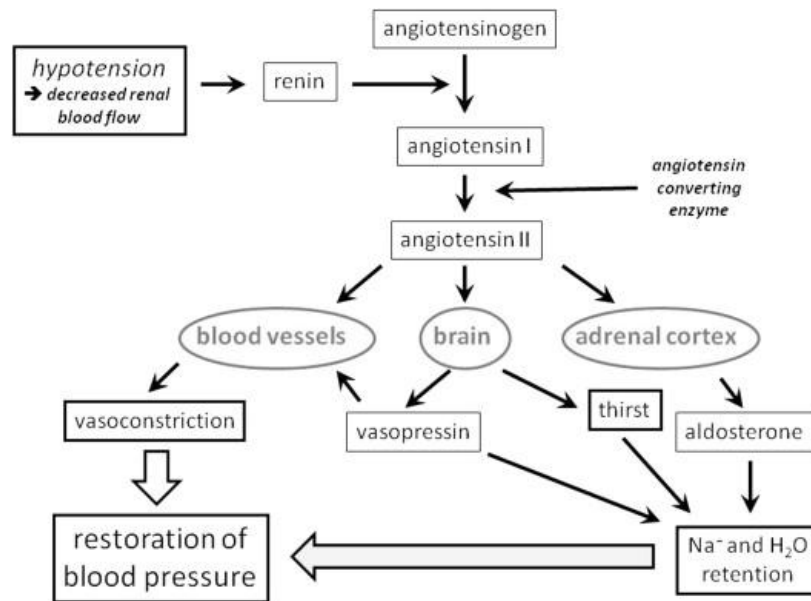 angiotensinogen
hypotension
➔ decreased renal
blood flow
renin
angiotensin I
angiotensin
converting
enzyme
angiotensin II
blood vessels
brain
adrenal cortex
vasoconstriction
vasopressin
thirst
aldosterone
restoration of
blood pressure
Na⁻ and H₂O
retention